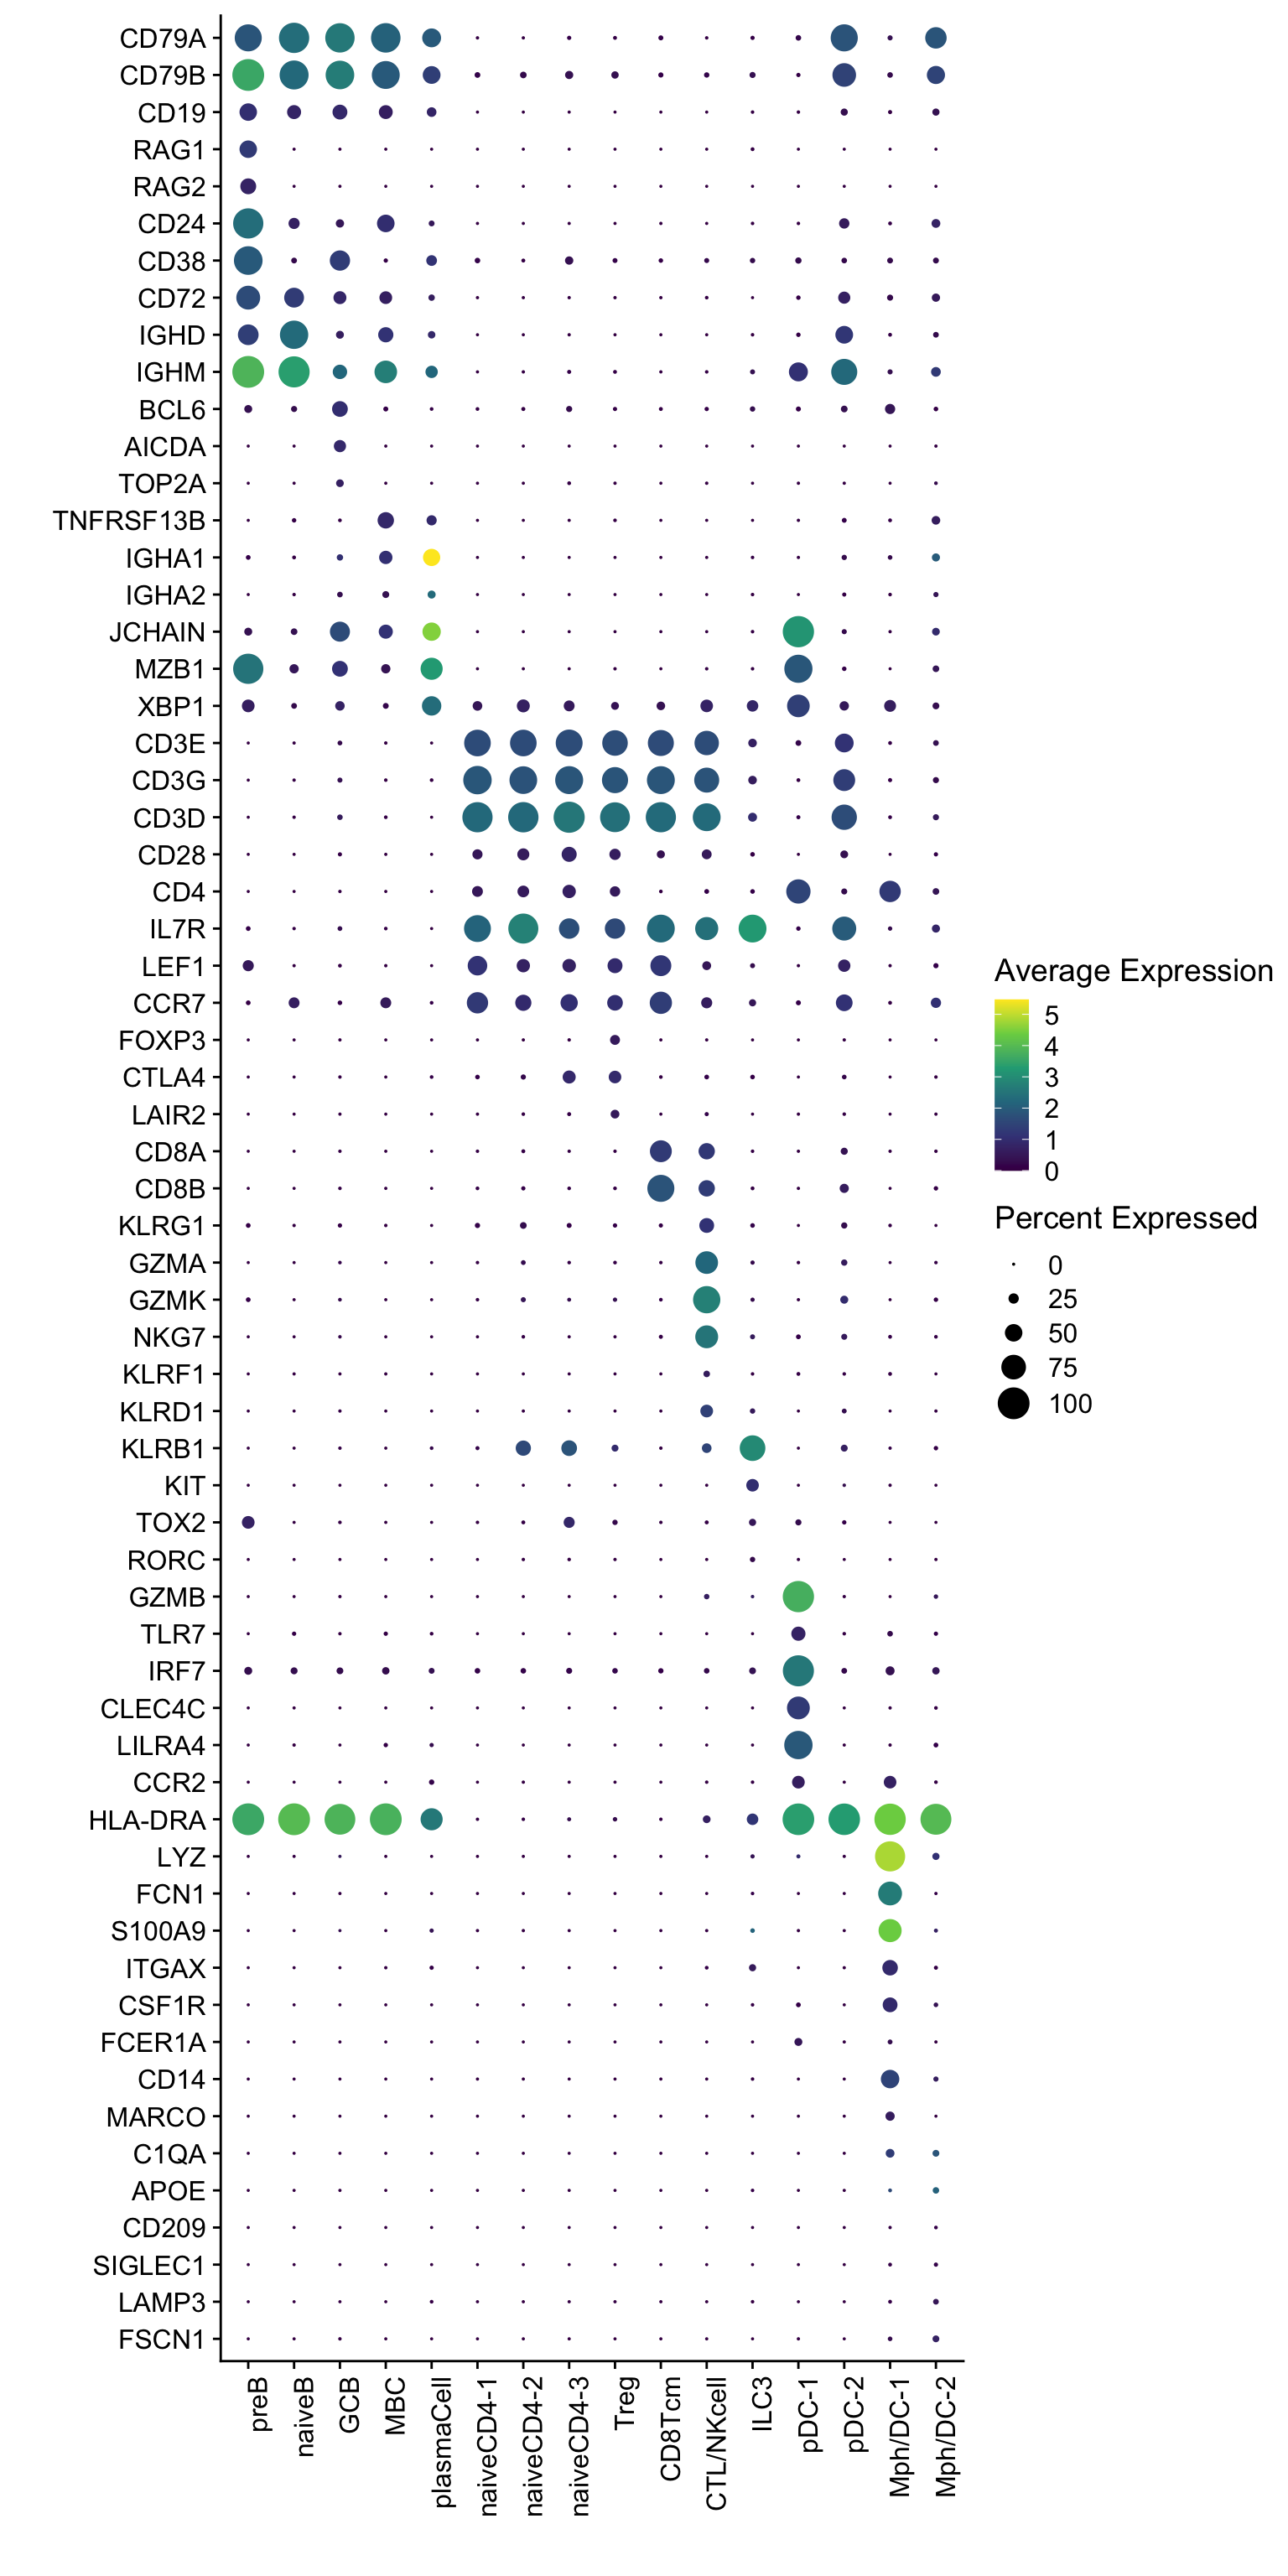 CD79A
CD79B
CD19
RAG1
RAG2
CD24
CD38
CD72
IGHD
IGHM
BCL6
AICDA
TOP2A
TNFRSF13B
IGHA1
IGHA2
JCHAIN
MZB1
XBP1
CD3E
CD3G
CD3D
CD28
CD4
IL7R
LEF1
CCR7
FOXP3
CTLA4
LAIR2
CD8A
CD8B
KLRG1
GZMA
GZMK
NKG7
KLRF1
KLRD1
KLRB1
KIT
TOX2
RORC
GZMB
TLR7
IRF7
CLEC4C
LILRA4
CCR2
HLA-DRA
LYZ
FCN1
S100A9
ITGAX
CSF1R
FCER1A
CD14
MARCO
C1QA
APOE
CD209
SIGLEC1
LAMP3
FSCN1
preB
naiveB
GCB
MBC
plasmaCell
naiveCD4-1
naiveCD4-2
naiveCD4-3
Treg
CD8Tcm
CTL/NKcell
ILC3
pDC-1
pDC-2
Mph/DC-1
Mph/DC-2
Average Expression
5
4
3
2
1
0
Percent Expressed
0
25
50
75
100